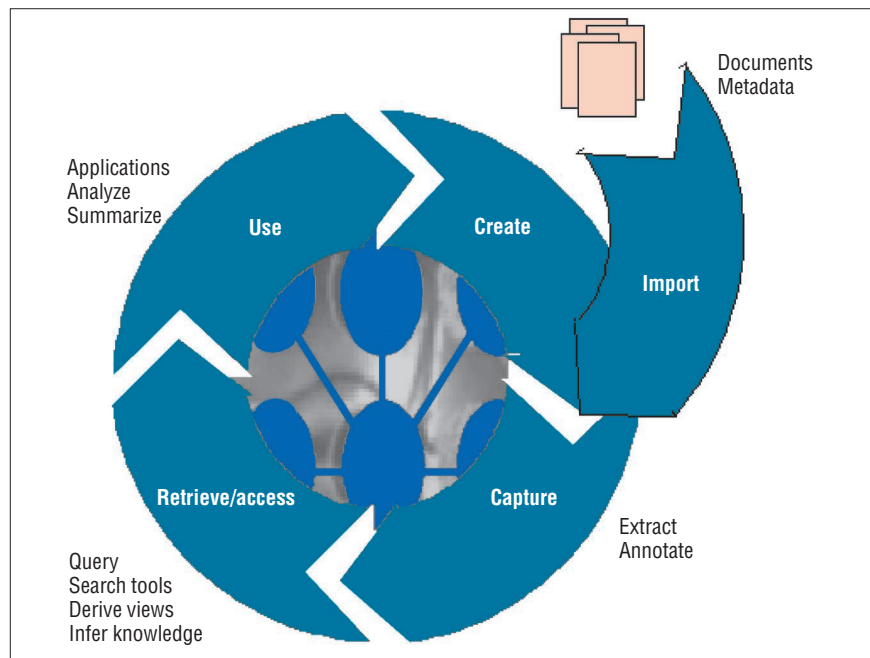 Documents
Metadata
Applications
Analyze
Summarize
Use
Create
Import
Retrieve/access
Capture
Extract
Annotate
Query
Search tools
Derive views
Infer knowledge